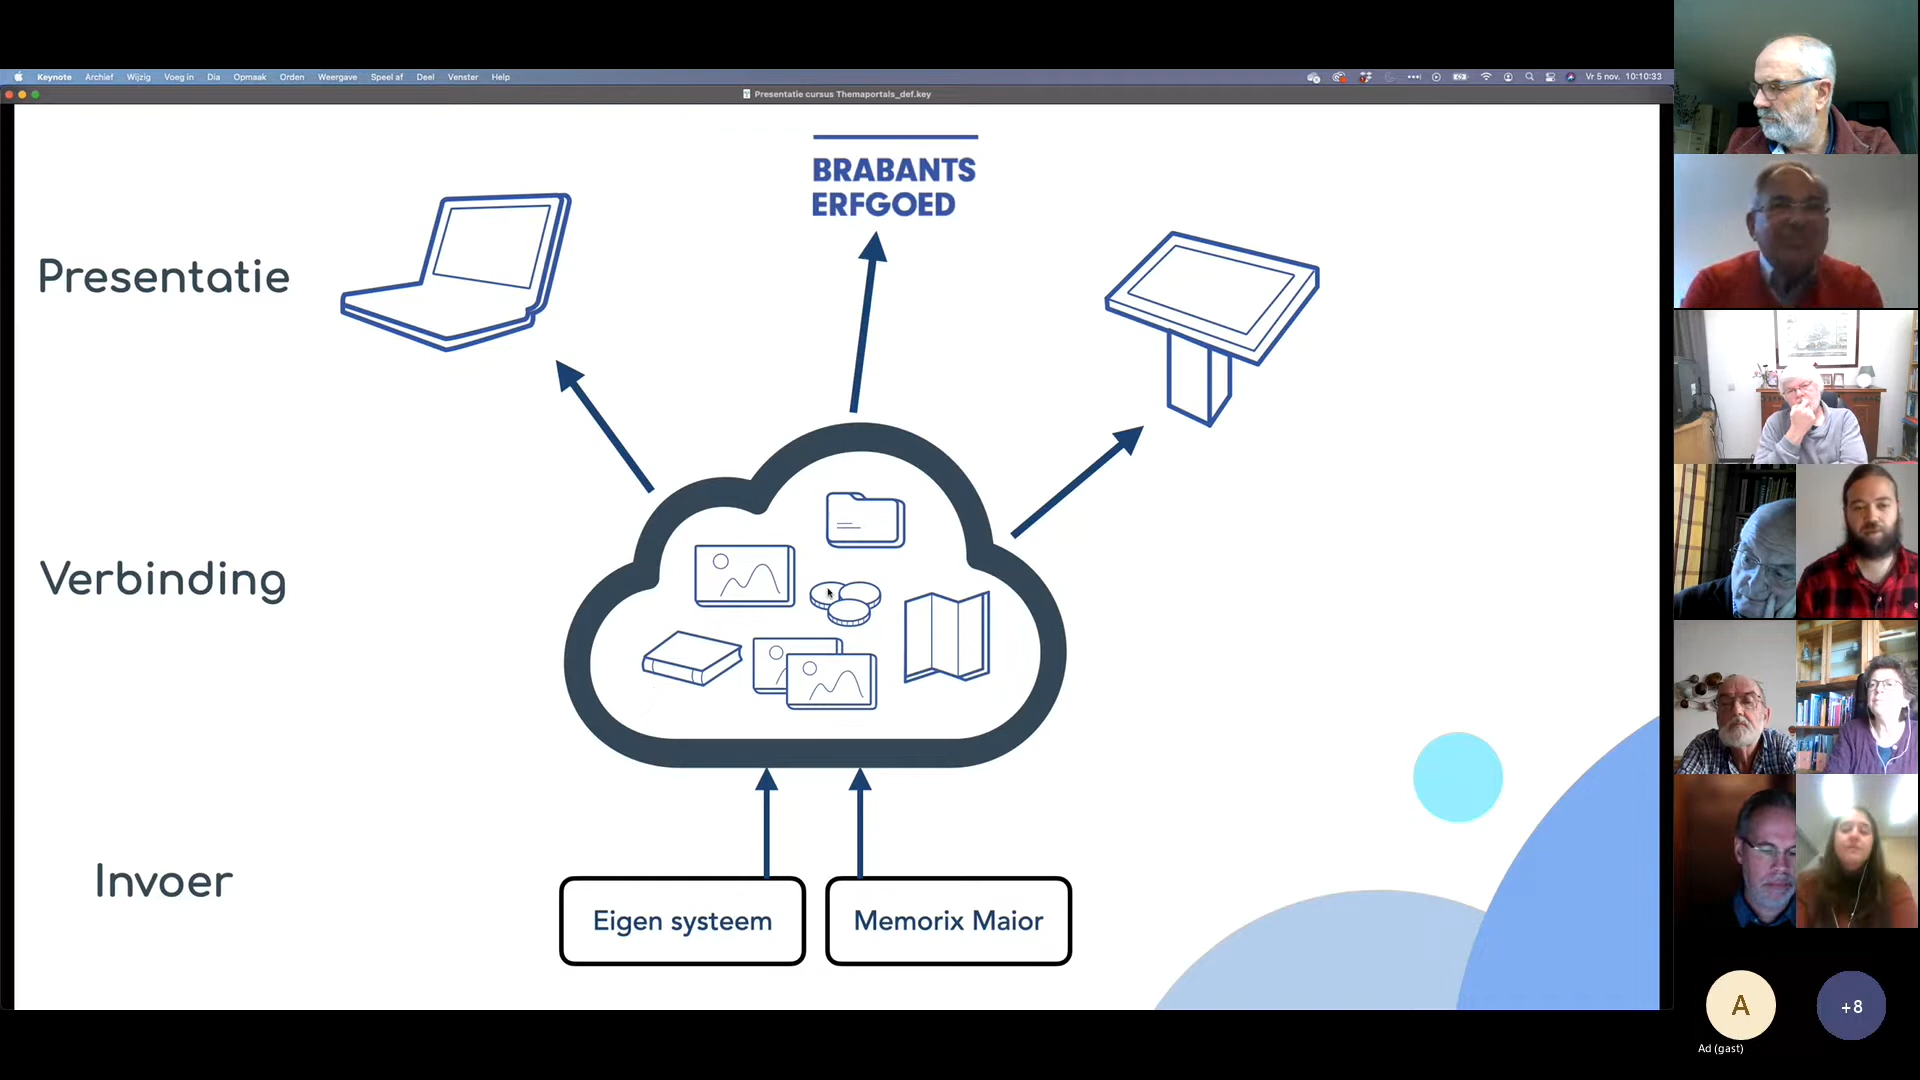 Keynote Archief Wijzig Voeg in Dia Opmaak Orden Weergave Speel af Deel Venster Help
Vr 5 nov. 10:10:33
Presentatie cursus Themaportals_def.key
BRABANTS
ERFGOED
Presentatie
Verbinding
Invoer
Eigen systeem
Memorix Maior
A
+8
Ad (gast)